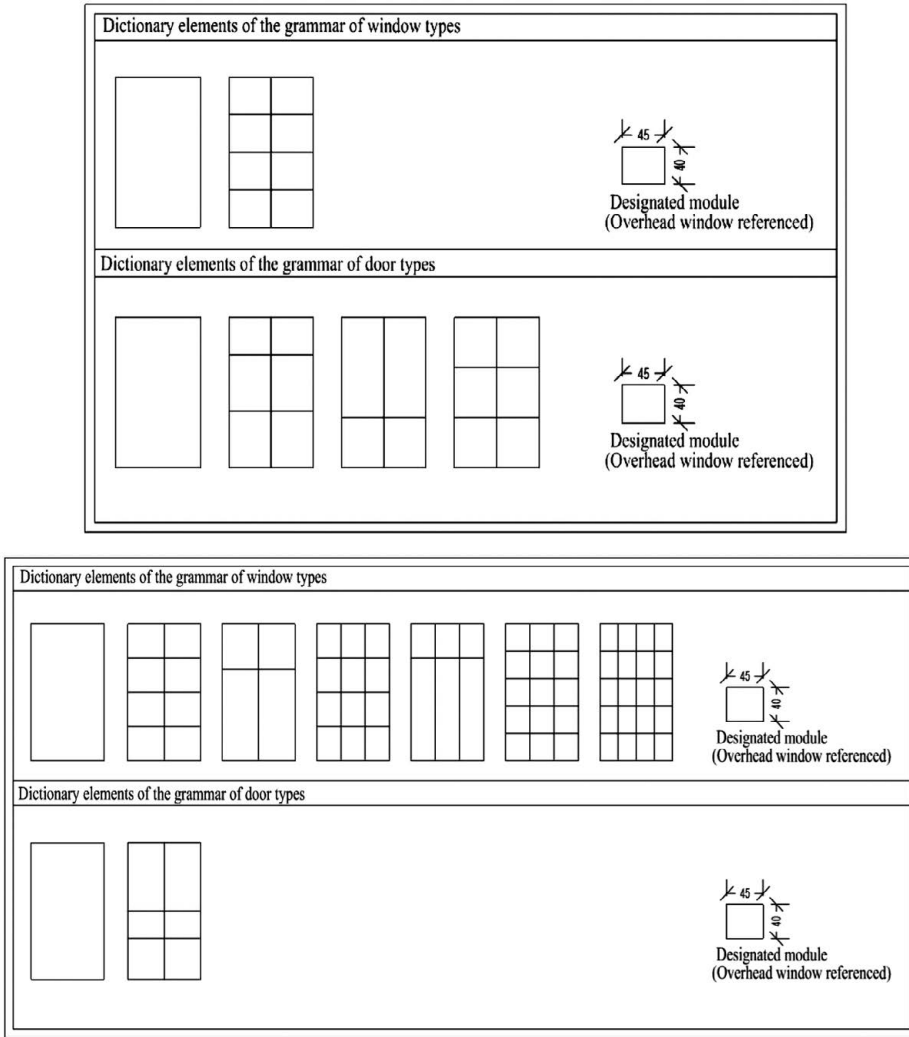 Dictionary elements of the grammar of window types
45
40
Designated module
(Overhead window referenced)
Dictionary elements of the grammar of door types
45
40
Designated module
(Overhead window referenced)
Dictionary elements of the grammar of window types
45
40
Designated module
(Overhead window referenced)
Dictionary elements of the grammar of door types
45
40
Designated module
(Overhead window referenced)